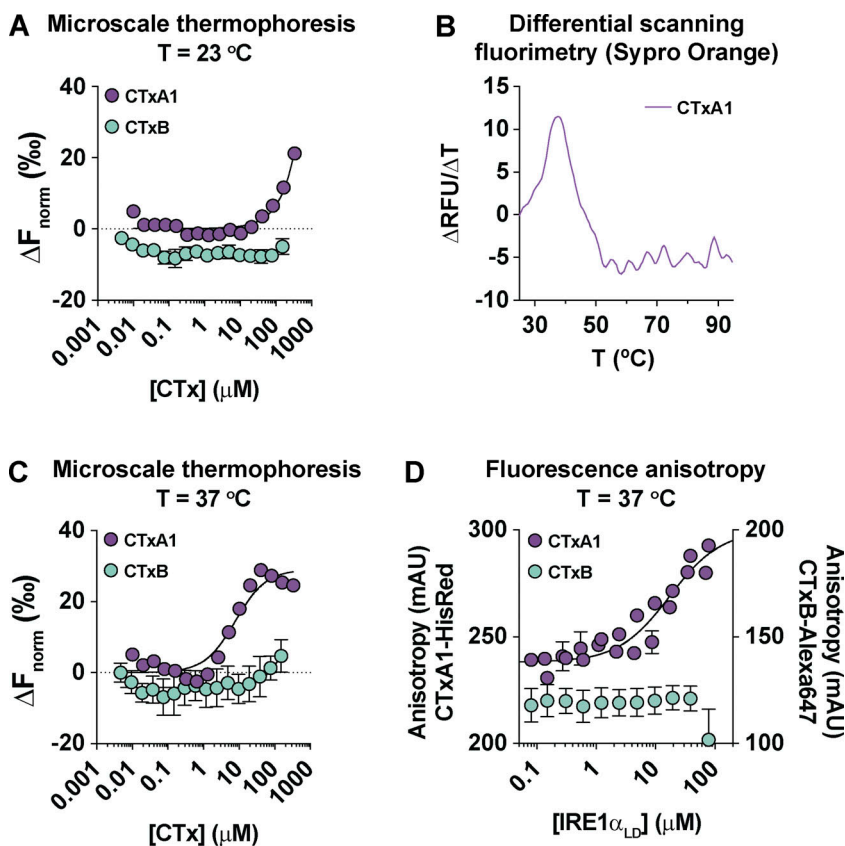 A
Microscale thermophoresis
T = 23 °C
40
20
0
-20
ΔFnorm (‰)
CTxA1
CTxB
0.001
0.01
0.1
1
10
100
1000
[CTx] (μM)
B
Differential scanning
fluorimetry (Sypro Orange)
15
10
5
0
-5
-10
ΔRFU/ΔT
CTxA1
30
50
70
90
T (ºC)
C
Microscale thermophoresis
T = 37 °C
40
20
0
-20
ΔFnorm (‰)
CTxA1
CTxB
0.001
0.01
0.1
1
10
100
1000
[CTx] (μM)
D
Fluorescence anisotropy
T = 37 °C
300
250
200
Anisotropy (mAU)
CTxA1-HisRed
CTxA1
CTxB
200
150
100
Anisotropy (mAU)
CTxB-Alexa647
0.1
1
10
100
[IRE1αLD] (μM)